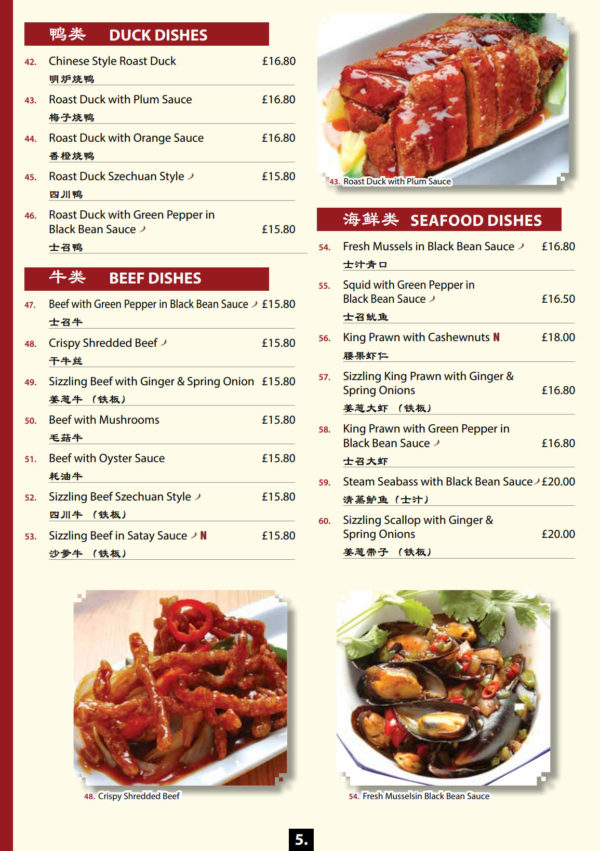 鸭类 DUCK DISHES
42. Chinese Style Roast Duck £16.80
明炉烧鸭
43. Roast Duck with Plum Sauce £16.80
梅子烧鸭
44. Roast Duck with Orange Sauce £16.80
香橙烧鸭
45. Roast Duck Szechuan Style £15.80
四川鸭
46. Roast Duck with Green Pepper in
Black Bean Sauce £15.80
士召鸭
牛类 BEEF DISHES
47. Beef with Green Pepper in Black Bean Sauce £15.80
士召牛
48. Crispy Shredded Beef £15.80
干牛丝
49. Sizzling Beef with Ginger & Spring Onion £15.80
姜葱牛 (铁板)
50. Beef with Mushrooms £15.80
毛菇牛
51. Beef with Oyster Sauce £15.80
耗油牛
52. Sizzling Beef Szechuan Style £15.80
四川牛 (铁板)
53. Sizzling Beef in Satay Sauce N £15.80
沙爹牛 (铁板)
48. Crispy Shredded Beef
43. Roast Duck with Plum Sauce
海鲜类 SEAFOOD DISHES
54. Fresh Mussels in Black Bean Sauce £16.80
士汁青口
55. Squid with Green Pepper in
Black Bean Sauce £16.50
士召鱿鱼
56. King Prawn with Cashewnuts N £18.00
腰果虾仁
57. Sizzling King Prawn with Ginger &
Spring Onions £16.80
姜葱大虾 (铁板)
58. King Prawn with Green Pepper in
Black Bean Sauce £16.80
士召大虾
59. Steam Seabass with Black Bean Sauce £20.00
清蒸鲈鱼 (士汁)
60. Sizzling Scallop with Ginger &
Spring Onions £20.00
姜葱带子 (铁板)
54. Fresh Musselsin Black Bean Sauce
5.